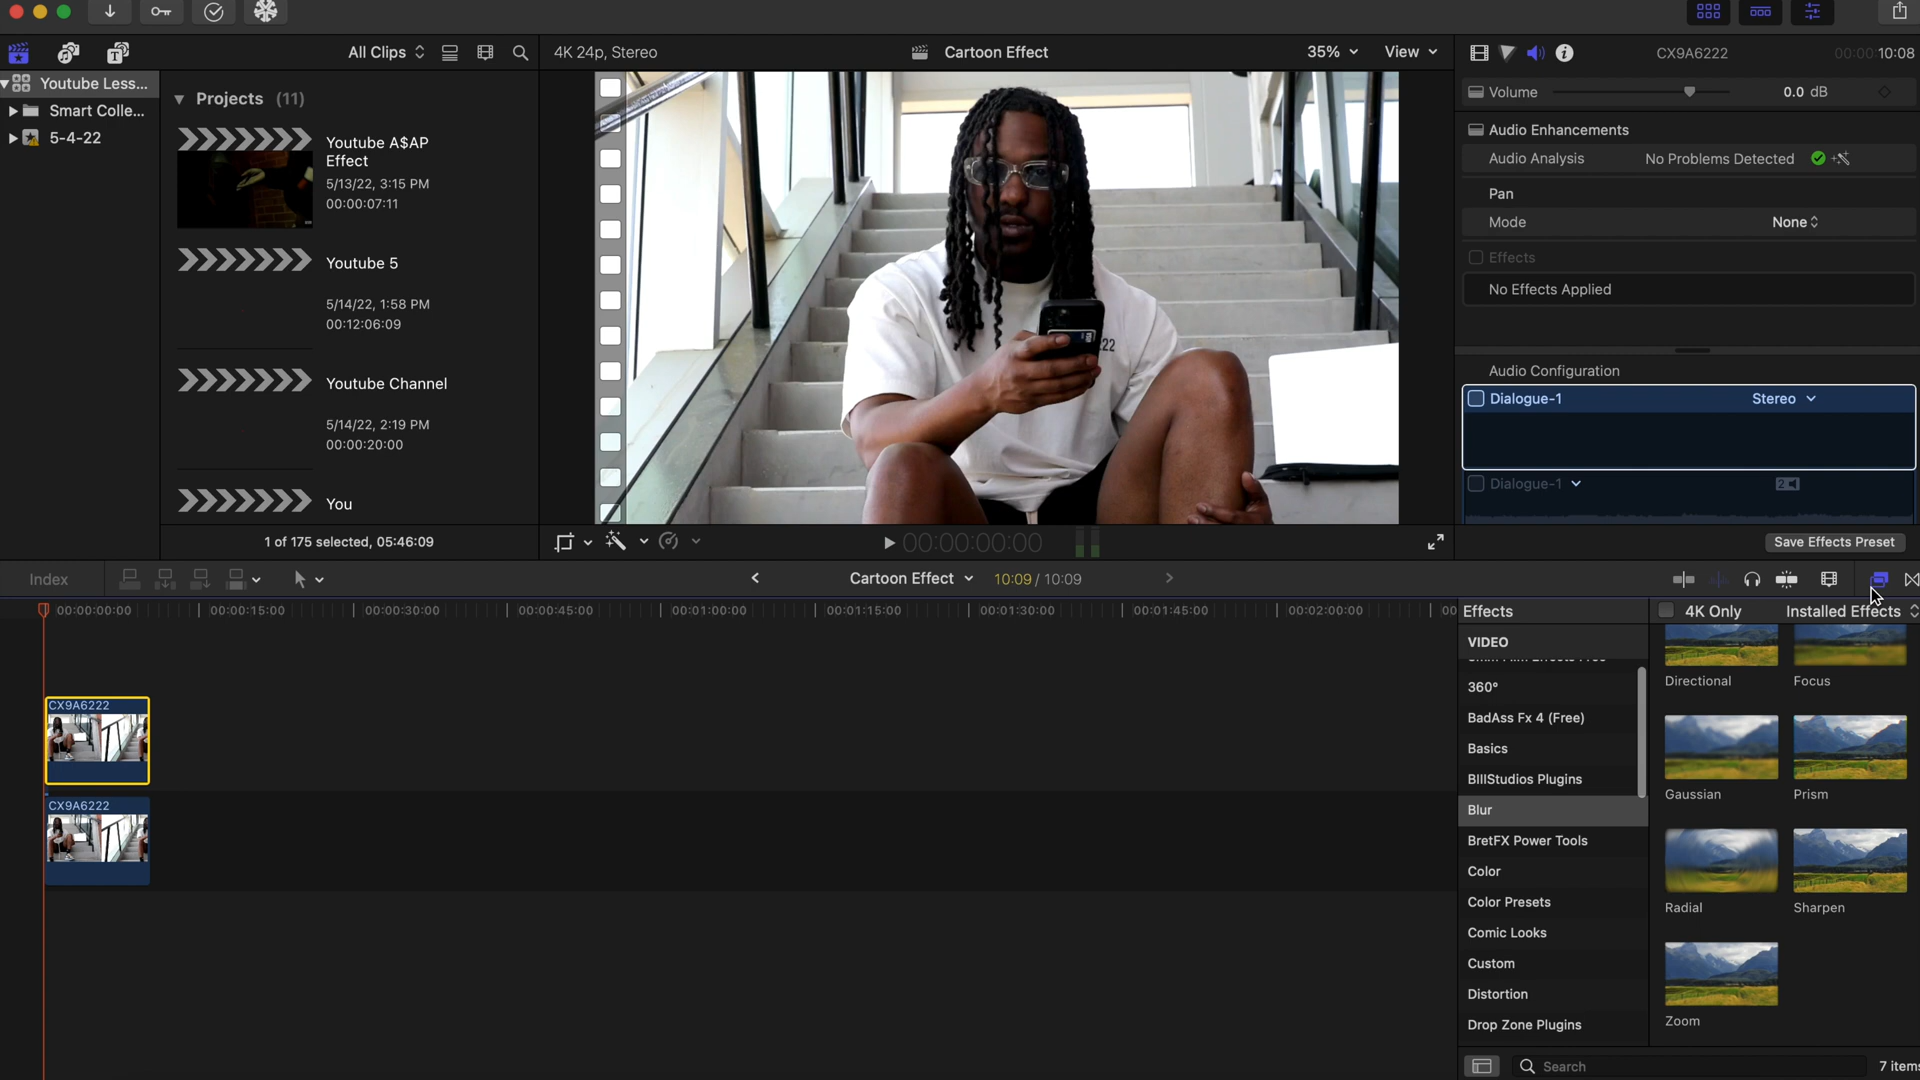 All Clips
4K 24p, Stereo
Cartoon Effect
35%
View
CX9A6222
00:00:10:08
Youtube Less...
Smart Colle...
5-4-22
Projects (11)
Youtube A$AP
Effect
5/13/22, 3:15 PM
00:00:07:11
Youtube 5
5/14/22, 1:58 PM
00:12:06:09
Youtube Channel
5/14/22, 2:19 PM
00:00:20:00
You
1 of 175 selected, 05:46:09
22
00:00:00:00
Volume
0.0 dB
Audio Enhancements
Audio Analysis
No Problems Detected
Pan
Mode
None
Effects
No Effects Applied
Audio Configuration
Dialogue-1
Stereo
Dialogue-1
2
Save Effects Preset
Index
Cartoon Effect
10:09 / 10:09
00:00:00:00
00:00:15:00
00:00:30:00
00:00:45:00
00:01:00:00
00:01:15:00
00:01:30:00
00:01:45:00
00:02:00:00
00
CX9A6222
CX9A6222
Effects
4K Only
Installed Effects
VIDEO
360°
BadAss Fx 4 (Free)
Basics
BIllStudios Plugins
Blur
BretFX Power Tools
Color
Color Presets
Comic Looks
Custom
Distortion
Drop Zone Plugins
Directional
Focus
Gaussian
Prism
Radial
Sharpen
Zoom
Search
7 items